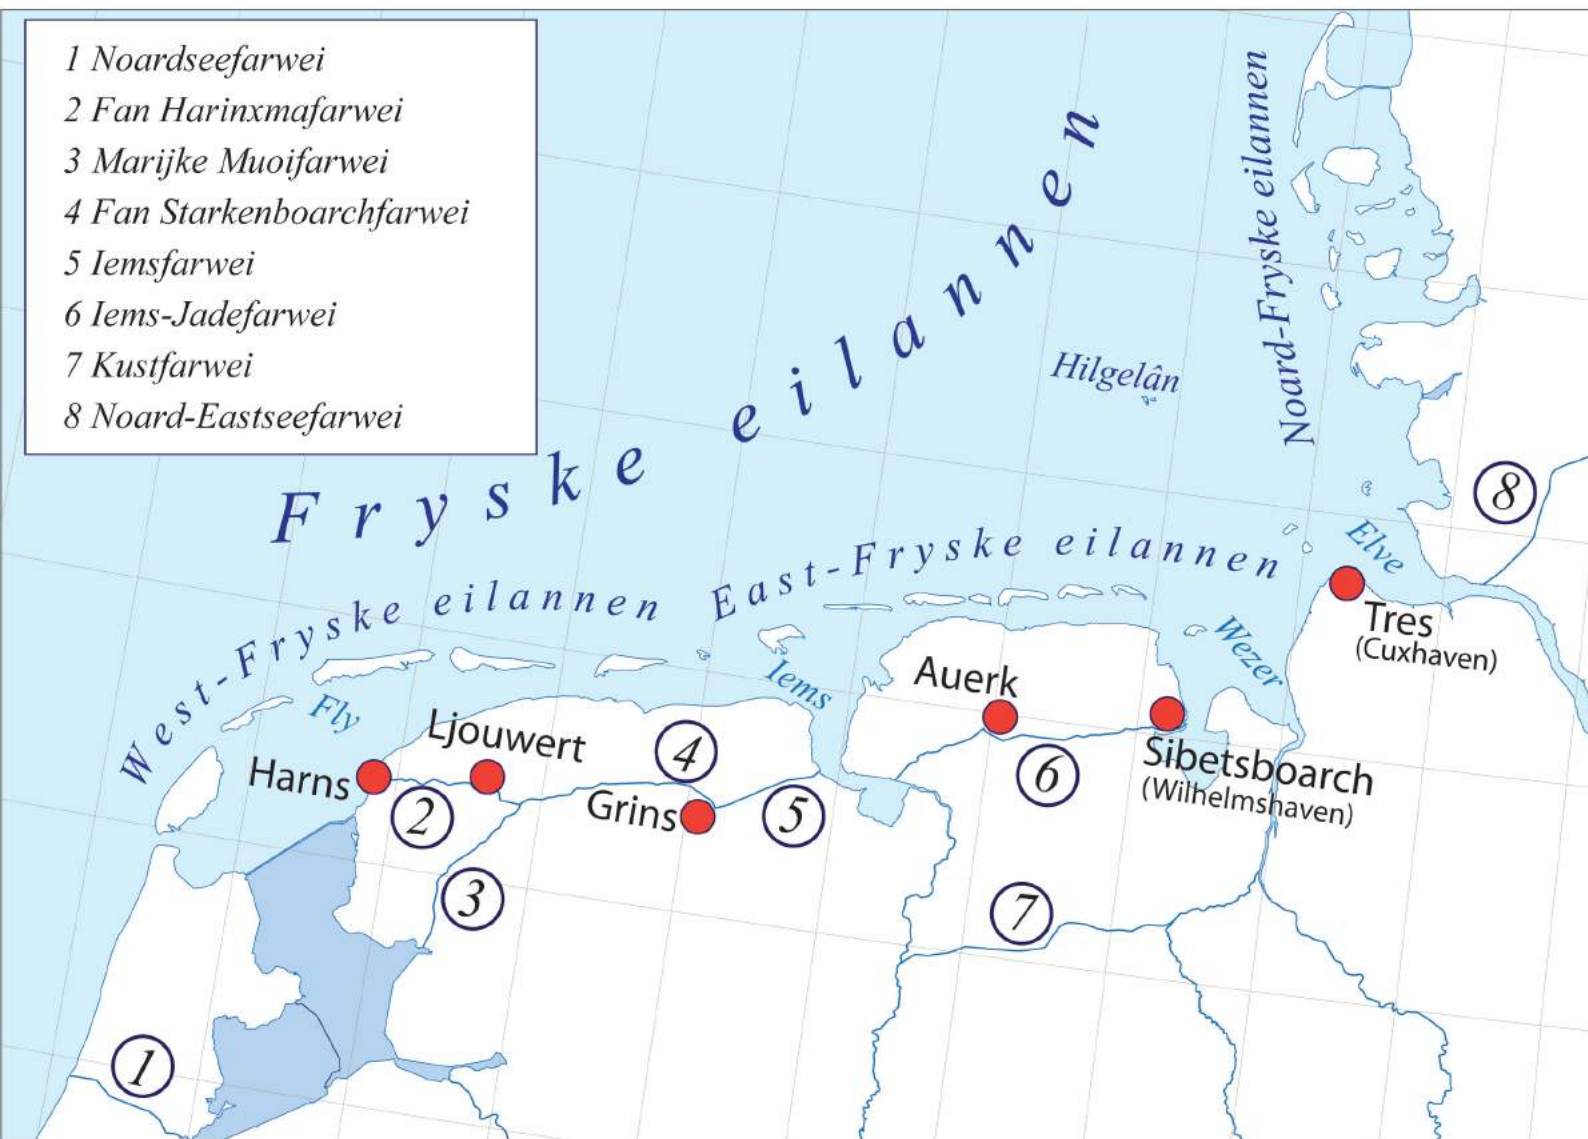 1 Noardseefarwei
2 Fan Harinxmafarwei
3 Marijke Muoifarwei
4 Fan Starkenboarchfarwei
5 Iemsfarwei
6 Iems-Jadefarwei
7 Kustfarwei
8 Noard-Eastseefarwei
Fryske eilannen
Noard-Fryske eilannen
Hilgelân
8
Elve
East-Fryske eilannen
West-Fryske eilannen
Tres
(Cuxhaven)
Wezer
Iems
Auerk
Fly
Ljouwert
4
Harns
6
Sibetsboarch
(Wilhelmshaven)
2
Grins
5
3
7
1